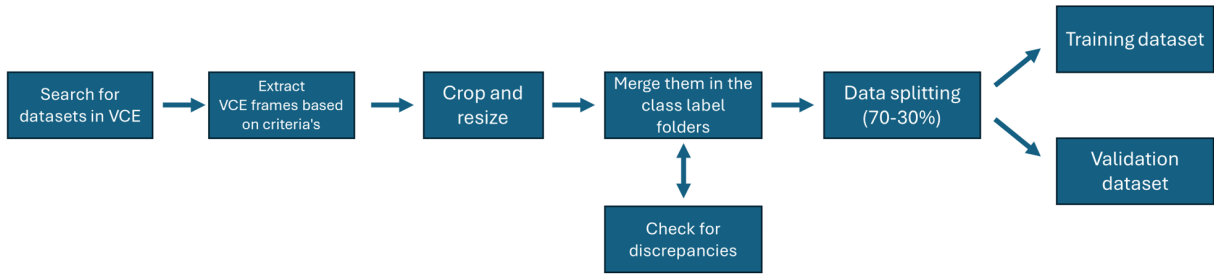 Search for
datasets in VCE
Extract
VCE frames based
on criteria's
Crop and
resize
Merge them in the
class label
folders
Check for
discrepancies
Data splitting
(70-30%)
Training dataset
Validation
dataset